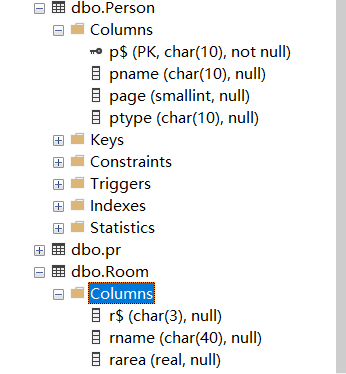 dbo.Person
Columns
p$ (PK, char(10), not null)
pname (char(10), null)
page (smallint, null)
ptype (char(10), null)
Keys
Constraints
Triggers
Indexes
Statistics
dbo.pr
dbo.Room
Columns
r$ (char(3), null)
rname (char(40), null)
rarea (real, null)